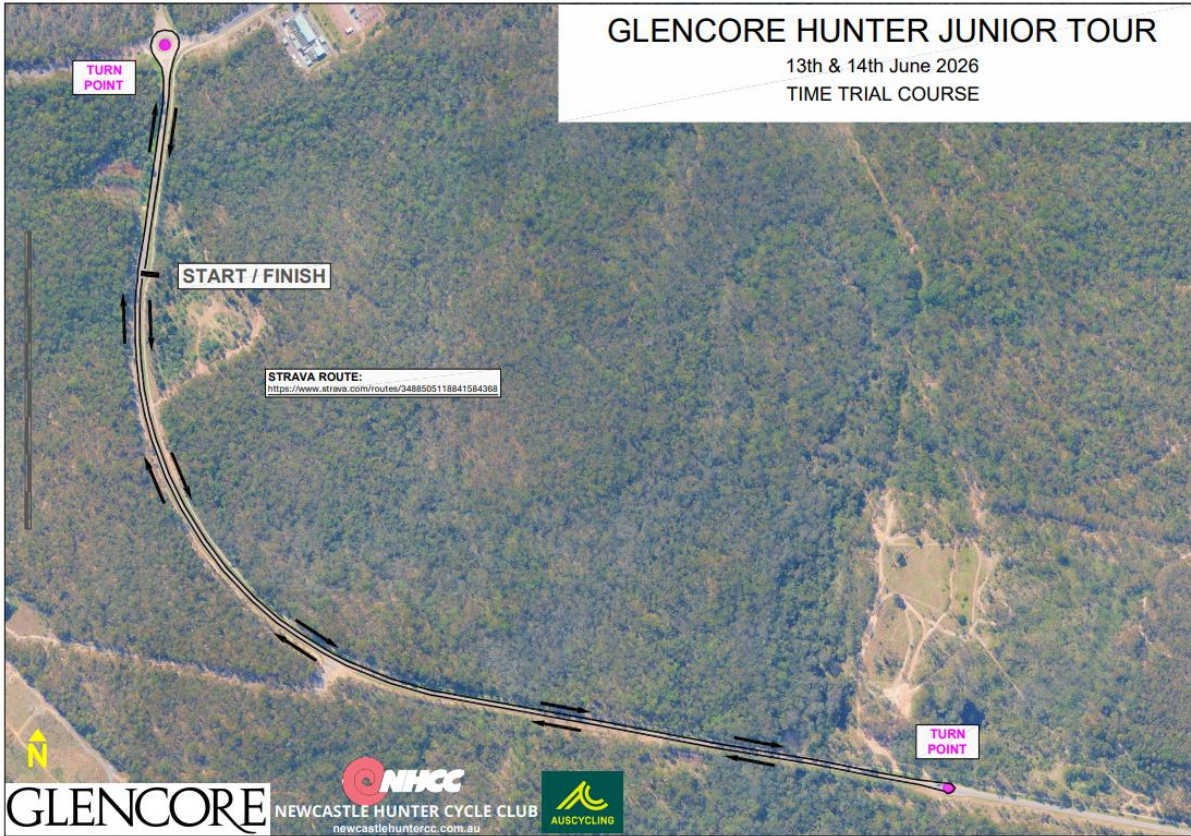 GLENCORE HUNTER JUNIOR TOUR
13th & 14th June 2026
TIME TRIAL COURSE
TURN
POINT
START / FINISH
STRAVA ROUTE:
https://www.strava.com/routes/3488505118841584368
TURN
POINT
N
GLENCORE
NHCC
NEWCASTLE HUNTER CYCLE CLUB
newcastlehuntercc.com.au
AUSCYCLING